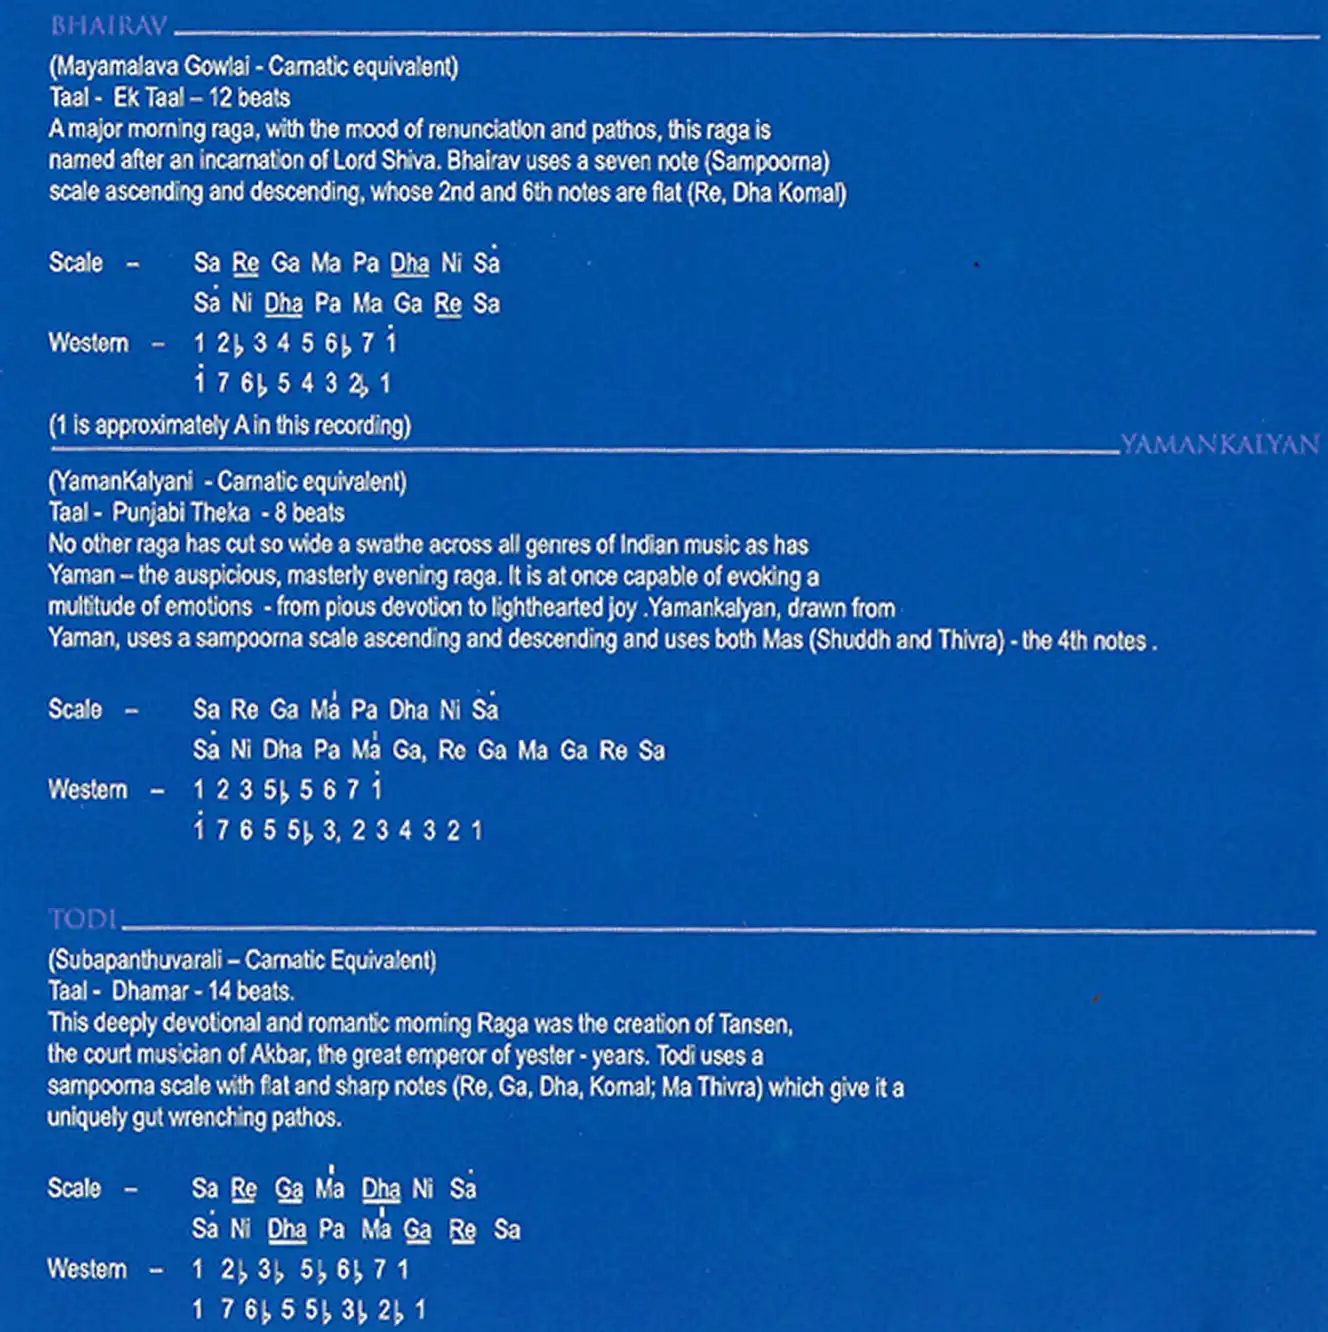 BHAIRAV
(Mayamalava Gowlai - Carnatic equivalent)
Taal - Ek Taal – 12 beats
A major morning raga, with the mood of renunciation and pathos, this raga is
named after an incarnation of Lord Shiva. Bhairav uses a seven note (Sampoorna)
scale ascending and descending, whose 2nd and 6th notes are flat (Re, Dha Komal)
Scale – Sa Re Ga Ma Pa Dha Ni Sȧ
Sȧ Ni Dha Pa Ma Ga Re Sa
Western – 1 2♭ 3 4 5 6♭ 7 1̇
1̇ 7 6♭ 5 4 3 2♭ 1
(1 is approximately A in this recording)
YAMANKALYAN
(YamanKalyani - Carnatic equivalent)
Taal - Punjabi Theka - 8 beats
No other raga has cut so wide a swathe across all genres of Indian music as has
Yaman – the auspicious, masterly evening raga. It is at once capable of evoking a
multitude of emotions - from pious devotion to lighthearted joy .Yamankalyan, drawn from
Yaman, uses a sampoorna scale ascending and descending and uses both Mas (Shuddh and Thivra) - the 4th notes .
Scale – Sa Re Ga Ma̍ Pa Dha Ni Sȧ
Sȧ Ni Dha Pa Ma̍ Ga, Re Ga Ma Ga Re Sa
Western – 1 2 3 5♭ 5 6 7 1̇
1̇ 7 6 5 5♭ 3, 2 3 4 3 2 1
TODI
(Subapanthuvarali – Carnatic Equivalent)
Taal - Dhamar - 14 beats.
This deeply devotional and romantic morning Raga was the creation of Tansen,
the court musician of Akbar, the great emperor of yester - years. Todi uses a
sampoorna scale with flat and sharp notes (Re, Ga, Dha, Komal; Ma Thivra) which give it a
uniquely gut wrenching pathos.
Scale – Sa Re Ga Ma̍ Dha Ni Sȧ
Sȧ Ni Dha Pa Ma̍ Ga Re Sa
Western – 1 2♭ 3♭ 5♭ 6♭ 7 1
1 7 6♭ 5 5♭ 3♭ 2♭ 1